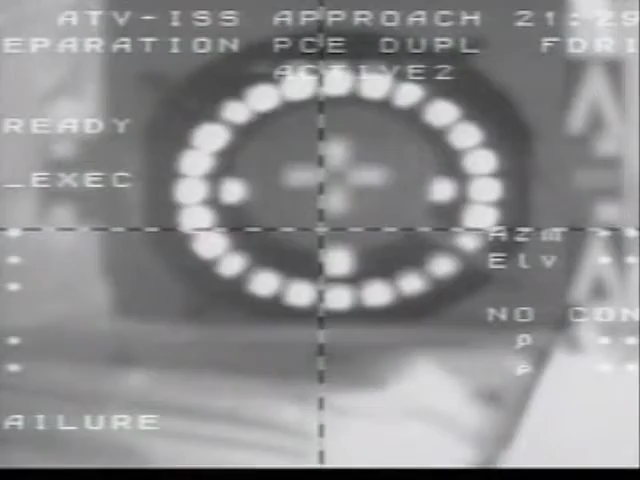 ATV-ISS APPROACH 21:29
EPARATION PCE DUPL FDRI
ACTIVE2
READY
_EXEC
Azm
Elv
NO CON
P
P
AILURE